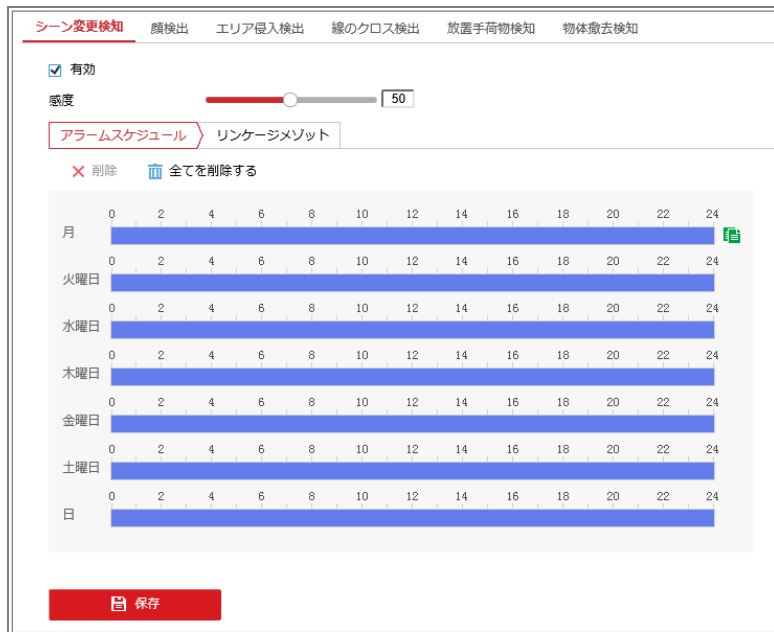 シーン変更検知 顔検出 エリア侵入検出 線のクロス検出 放置手荷物検知 物体撤去検知
有効
感度 50
アラームスケジュール リンケージメゾット
削除 全てを削除する
0 2 4 6 8 10 12 14 16 18 20 22 24
月
0 2 4 6 8 10 12 14 16 18 20 22 24
火曜日
0 2 4 6 8 10 12 14 16 18 20 22 24
水曜日
0 2 4 6 8 10 12 14 16 18 20 22 24
木曜日
0 2 4 6 8 10 12 14 16 18 20 22 24
金曜日
0 2 4 6 8 10 12 14 16 18 20 22 24
土曜日
0 2 4 6 8 10 12 14 16 18 20 22 24
日
保存